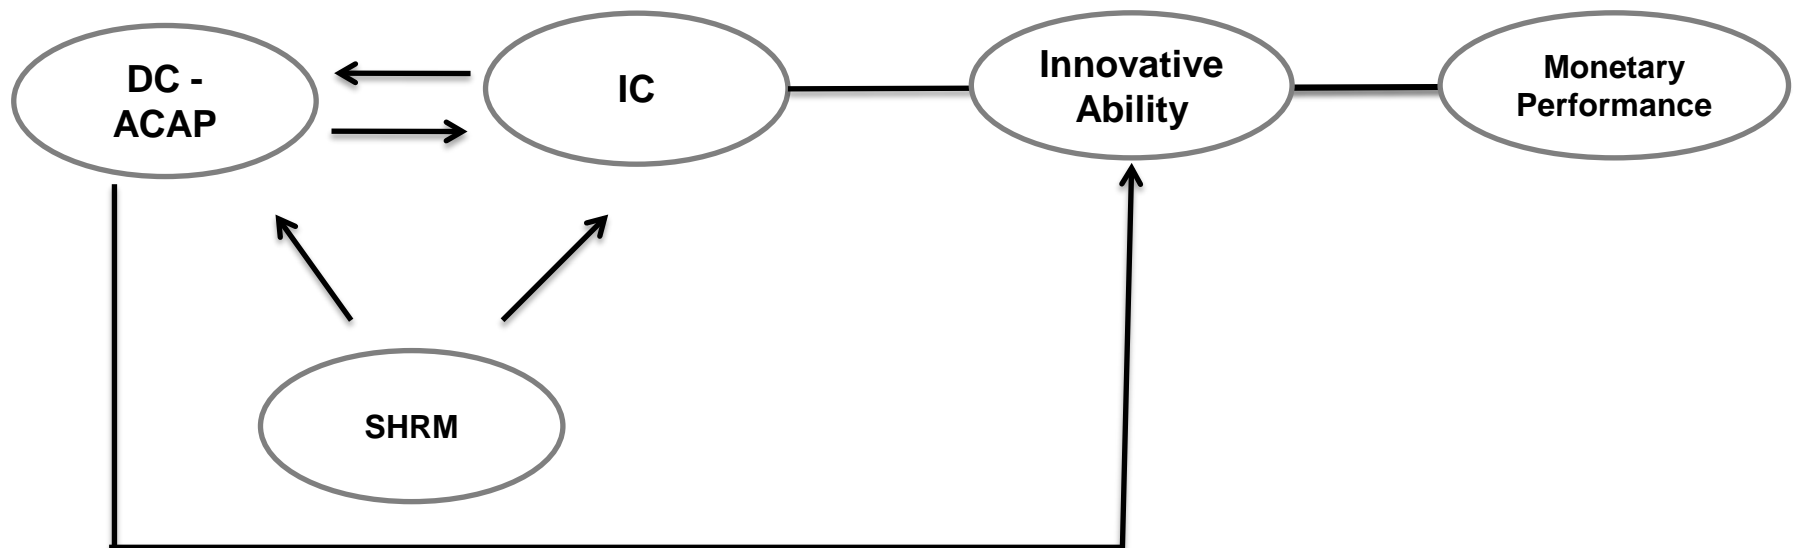 DC -
ACAP
IC
Innovative
Ability
Monetary
Performance
SHRM